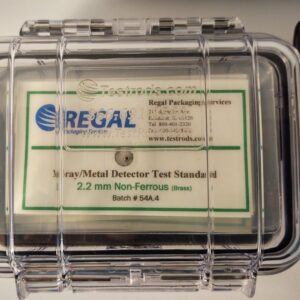 Testrods.com
REGAL
Packaging Services
Regal Packaging Services
www.testrods.com
X-ray/Metal Detector Test Standard
2.2 mm Non-Ferrous (Brass)
Batch # 54A.4